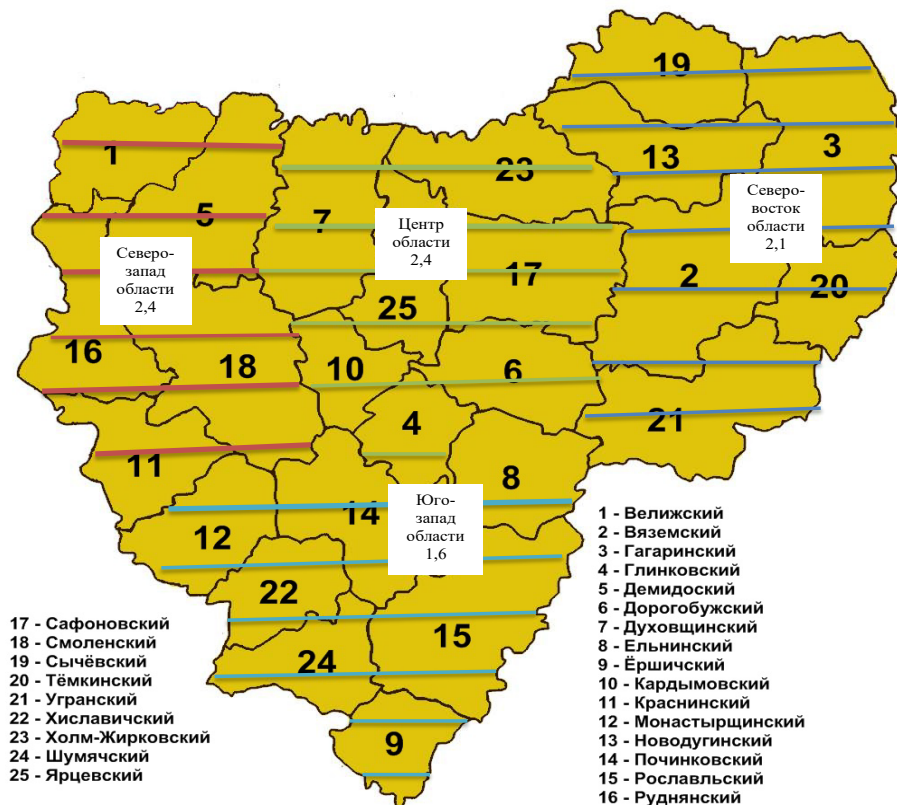 19
1
23
13
3
5
7
Центр
области
2,4
Северо-
восток
области
2,1
Северо-
запад
области
2,4
17
2
20
25
16
18
10
6
4
21
11
8
Юго-
запад
области
1,6
14
12
22
15
24
9
1 - Велижский
2 - Вяземский
3 - Гагаринский
4 - Глинковский
5 - Демидоский
6 - Дорогобужский
7 - Духовщинский
8 - Ельнинский
9 - Ёршичский
10 - Кардымовский
11 - Краснинский
12 - Монастырщинский
13 - Новодугинский
14 - Починковский
15 - Рославльский
16 - Руднянский
17 - Сафоновский
18 - Смоленский
19 - Сычёвский
20 - Тёмкинский
21 - Угранский
22 - Хиславичский
23 - Холм-Жирковский
24 - Шумячский
25 - Ярцевский